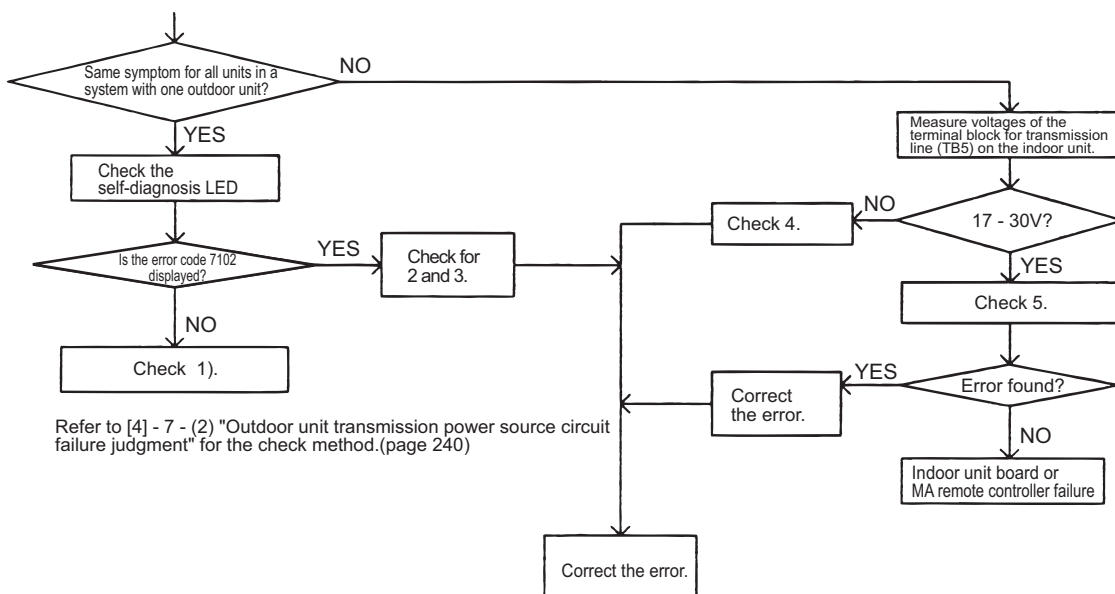 Same symptom for all units in a
system with one outdoor unit?
NO
YES
Check the
self-diagnosis LED
Is the error code 7102
displayed?
YES
Check for
2 and 3.
NO
Check 1).
Refer to [4] - 7 - (2) "Outdoor unit transmission power source circuit
failure judgment" for the check method.(page 240)
Measure voltages of the
terminal block for transmission
line (TB5) on the indoor unit.
17 - 30V?
NO
Check 4.
YES
Check 5.
Error found?
YES
Correct
the error.
NO
Indoor unit board or
MA remote controller failure
Correct the error.